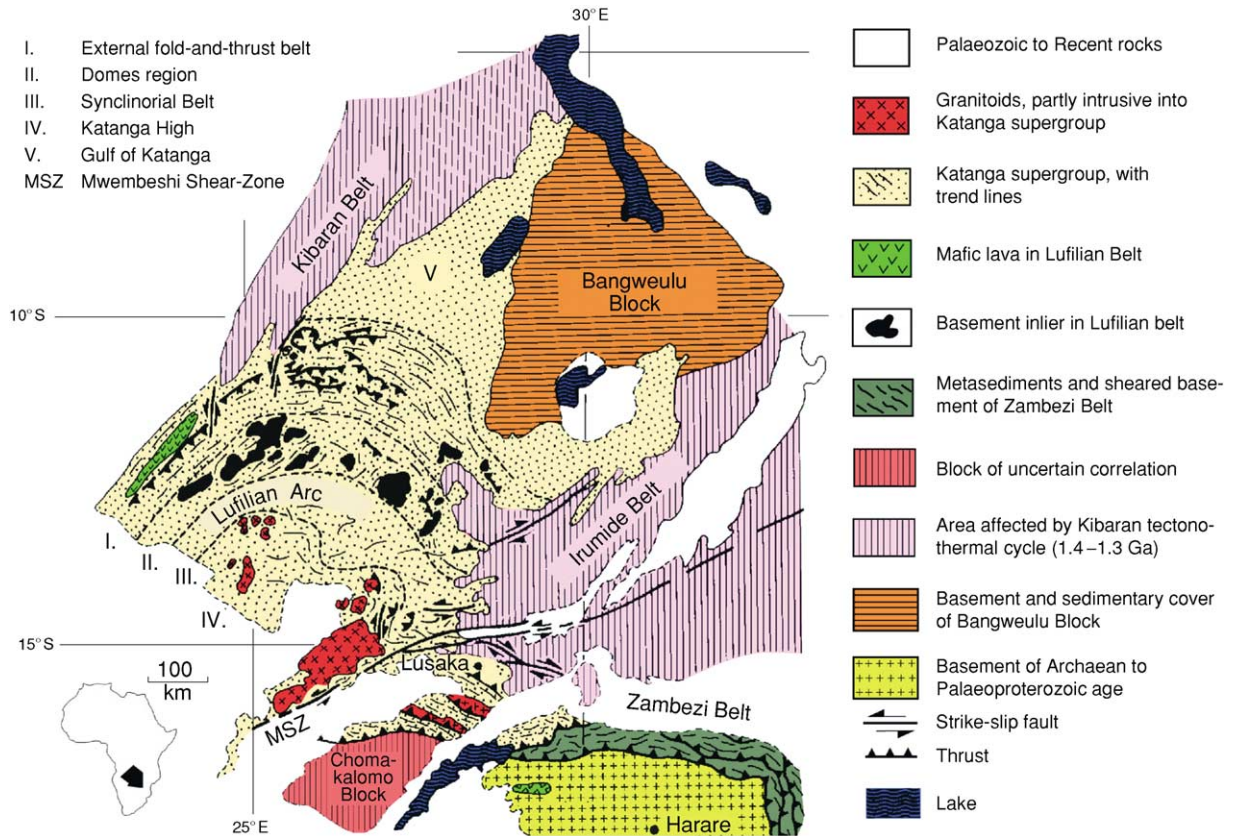 30°E
I. External fold-and-thrust belt
II. Domes region
III. Synclinorial Belt
IV. Katanga High
V. Gulf of Katanga
MSZ Mwembeshi Shear-Zone
Kibaran Belt
V
Bangweulu
Block
10°S
Lufilian Arc
Irumide Belt
I.
II.
III.
IV.
15°S
100
km
Lusaka
MSZ
Zambezi Belt
Choma-
kalomo
Block
25°E
Harare
Palaeozoic to Recent rocks
Granitoids, partly intrusive into
Katanga supergroup
Katanga supergroup, with
trend lines
Mafic lava in Lufilian Belt
Basement inlier in Lufilian belt
Metasediments and sheared base-
ment of Zambezi Belt
Block of uncertain correlation
Area affected by Kibaran tectono-
thermal cycle (1.4–1.3 Ga)
Basement and sedimentary cover
of Bangweulu Block
Basement of Archaean to
Palaeoproterozoic age
Strike-slip fault
Thrust
Lake